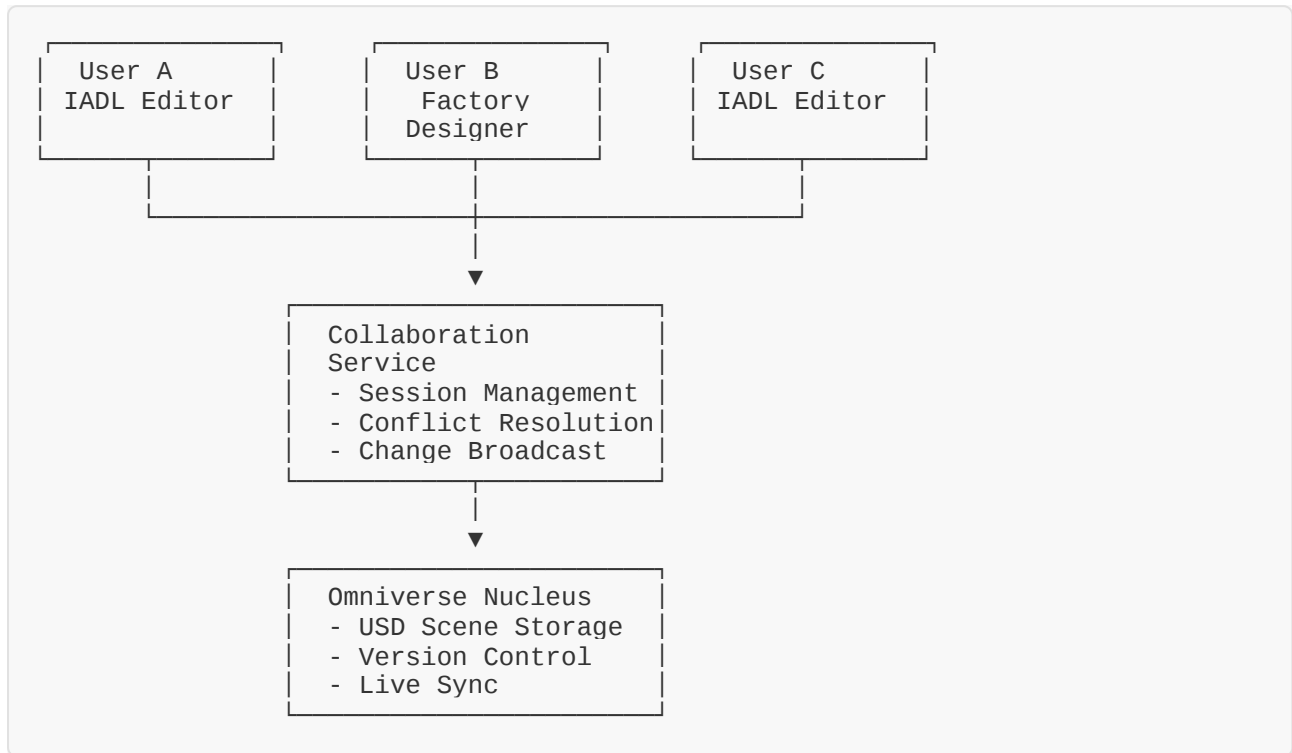 User A User B User C
IADL Editor Factory IADL Editor
Designer
Collaboration
Service
- Session Management
- Conflict Resolution
- Change Broadcast
Omniverse Nucleus
- USD Scene Storage
- Version Control
- Live Sync